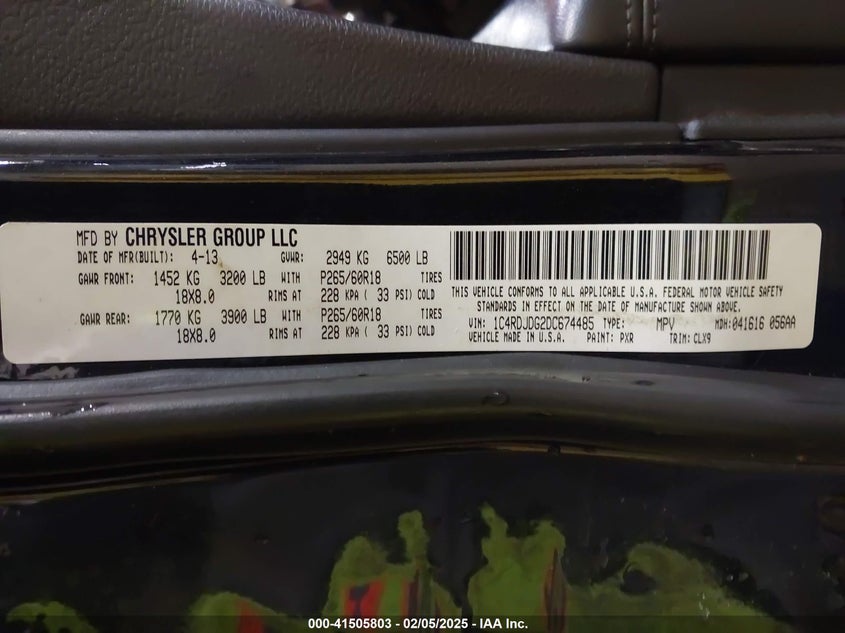 MFD BY CHRYSLER GROUP LLC
DATE OF MFR(BUILT): 4-13 GVWR: 2949 KG 6500 LB
GAWR FRONT: 1452 KG 3200 LB WITH P265/60R18 TIRES
18X8.0 RIMS AT 228 KPA ( 33 PSI) COLD
GAWR REAR: 1770 KG 3900 LB WITH P265/60R18 TIRES
18X8.0 RIMS AT 228 KPA ( 33 PSI) COLD
THIS VEHICLE CONFORMS TO ALL APPLICABLE U.S.A. FEDERAL MOTOR VEHICLE SAFETY
STANDARDS IN EFFECT ON THE DATE OF MANUFACTURE SHOWN ABOVE.
VIN: 1C4RDJDG2DC674485 TYPE: MPV MDH: 041616 056AA
VEHICLE MADE IN U.S.A. PAINT: PXR TRIM: CLX9
000-41505803 - 02/05/2025 - IAA Inc.